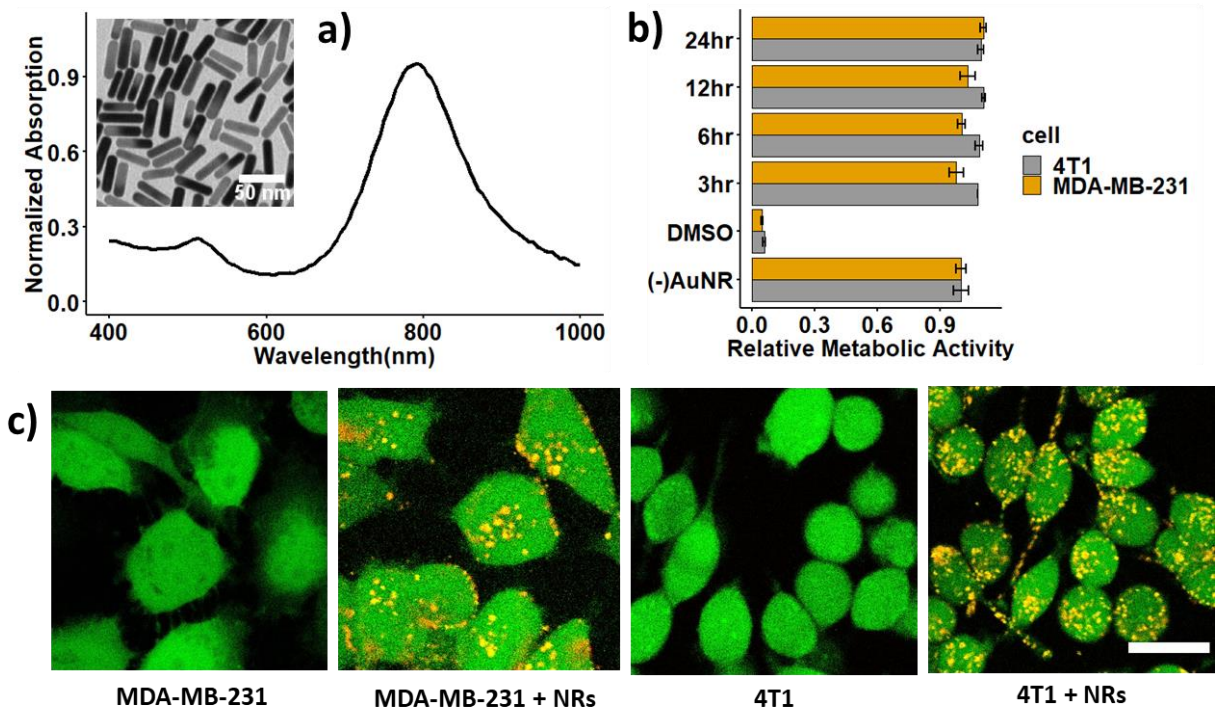 a)
Normalized Absorption
0.9
0.6
0.3
0.0
50 nm
400
600
800
1000
Wavelength(nm)
b)
24hr
12hr
6hr
3hr
DMSO
(-)AuNR
0.0
0.3
0.6
0.9
Relative Metabolic Activity
cell
4T1
MDA-MB-231
c)
MDA-MB-231
MDA-MB-231 + NRs
4T1
4T1 + NRs